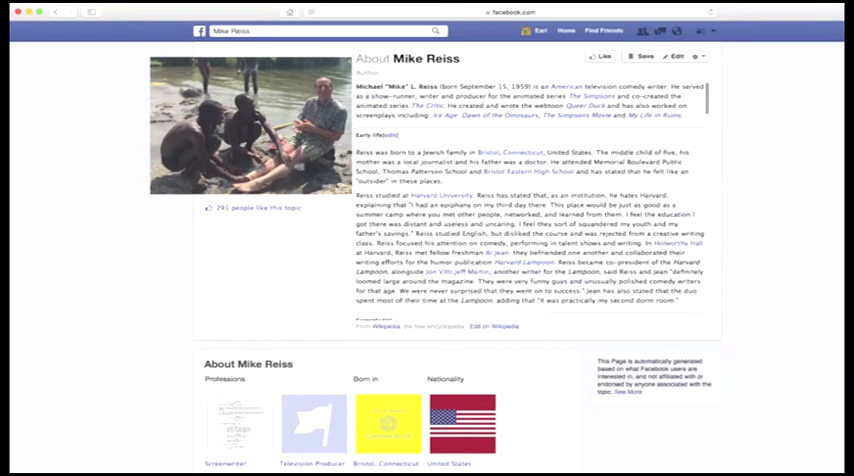 facebook.com
Mike Reiss
Earl Home Find Friends
About Mike Reiss
Author
Like Save Edit
Michael "Mike" L. Reiss (born September 15, 1959) is an American television comedy writer. He served
as a show-runner, writer and producer for the animated series The Simpsons and co-created the
animated series The Critic. He created and wrote the webtoon Queer Duck and has also worked on
screenplays including. Ice Age: Dawn of the Dinosaurs, The Simpsons Movie and My Life in Ruins.
Early life[edit]
Reiss was born to a Jewish family in Bristol, Connecticut, United States. The middle child of five, his
mother was a local journalist and his father was a doctor. He attended Memorial Boulevard Public
School, Thomas Patterson School and Bristol Eastern High School and has stated that he felt like an
"outsider" in these places.
291 people like this topic
Reiss studied at Harvard University. Reiss has stated that, as an institution, he hates Harvard,
explaining that "I had an epiphany on my third day there. This place would be just as good as a
summer camp where you met other people, networked, and learned from them. I feel the education I
got there was distant and useless and uncaring. I feel they sort of squandered my youth and my
father's savings." Reiss studied English, but disliked the course and was rejected from a creative writing
class. Reiss focused his attention on comedy, performing in talent shows and writing. In Holworthy Hall
at Harvard, Reiss met fellow freshman Al Jean; they befriended one another and collaborated their
writing efforts for the humor publication Harvard Lampoon. Reiss became co-president of the Harvard
Lampoon, alongside Jon Vitti.Jeff Martin, another writer for the Lampoon, said Reiss and Jean "definitely
loomed large around the magazine. They were very funny guys and unusually polished comedy writers
for that age. We were never surprised that they went on to success." Jean has also stated that the duo
spent most of their time at the Lampoon, adding that "it was practically my second dorm room."
From Wikipedia, the free encyclopedia · Edit on Wikipedia
About Mike Reiss
Professions Born in Nationality
Screenwriter Television Producer Bristol, Connecticut United States
This Page is automatically generated
based on what Facebook users are
interested in, and not affiliated with or
endorsed by anyone associated with the
topic. See More